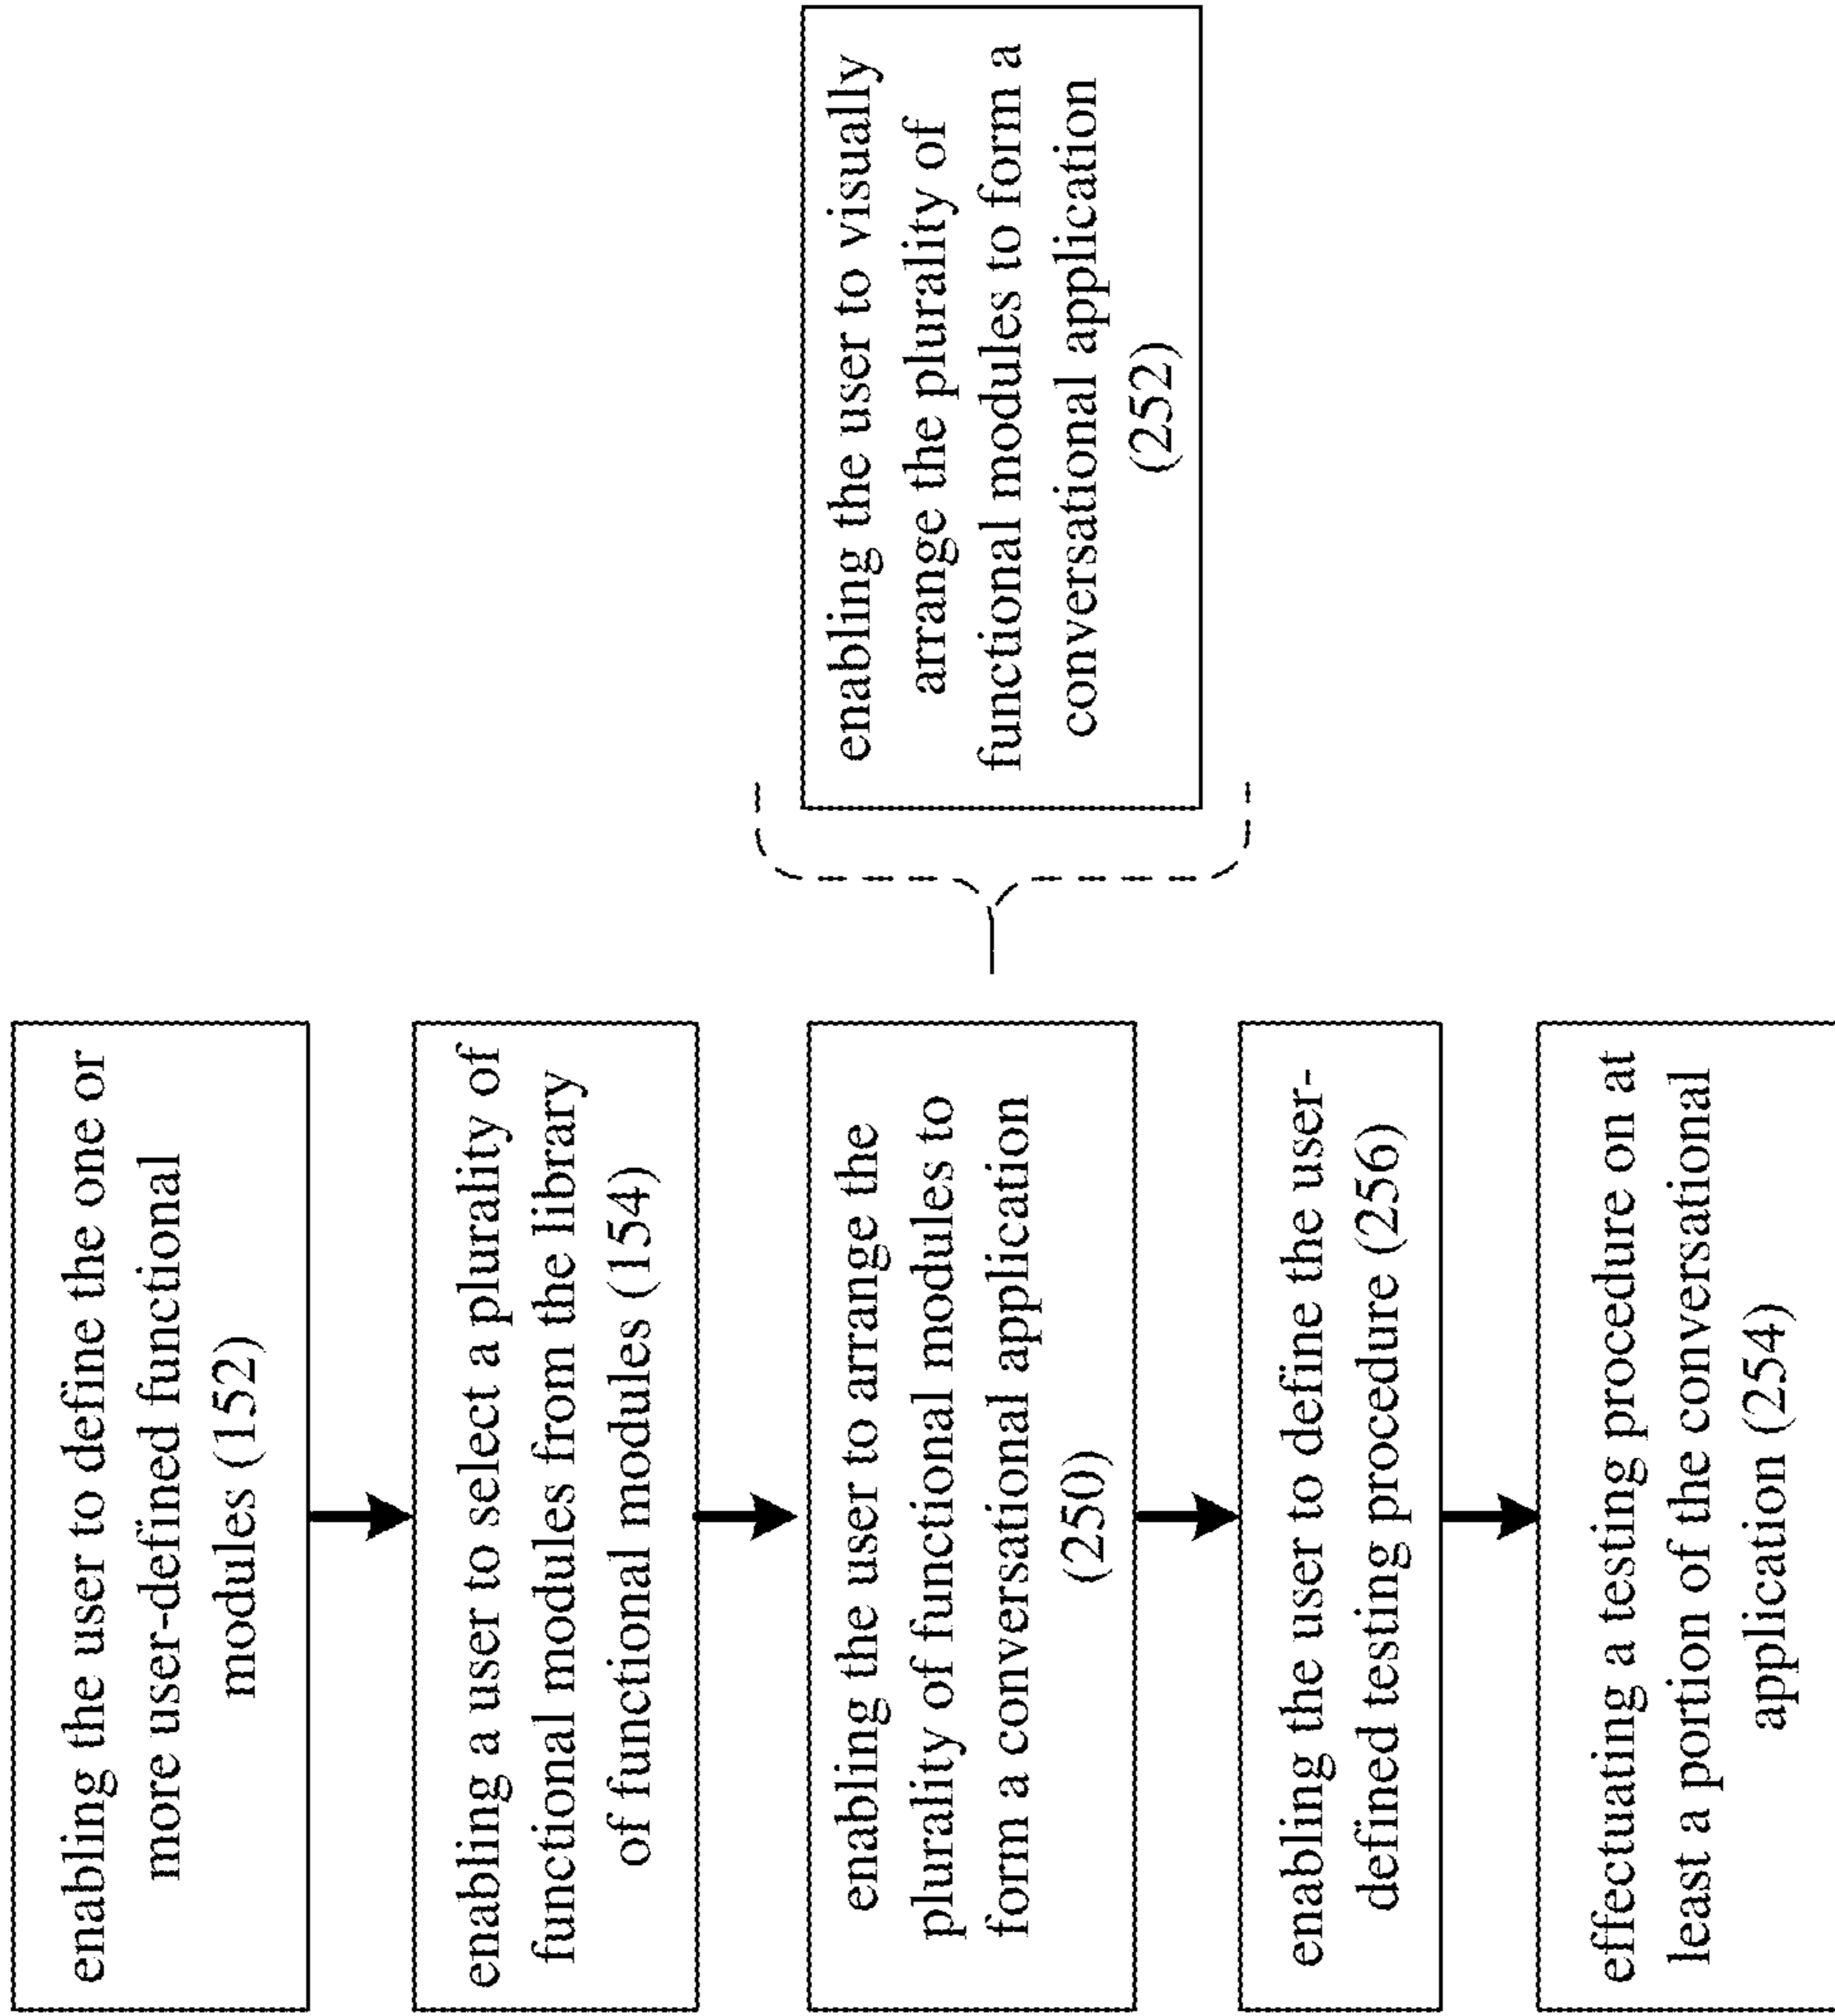 enabling the user to define the one or
more user-defined functional
modules (152)
enabling a user to select a plurality of
functional modules from the library
of functional modules (154)
enabling the user to arrange the
plurality of functional modules to
form a conversational application
(250)
enabling the user to visually
arrange the plurality of
functional modules to form a
conversational application
(252)
enabling the user to define the user-
defined testing procedure (256)
effectuating a testing procedure on at
least a portion of the conversational
application (254)